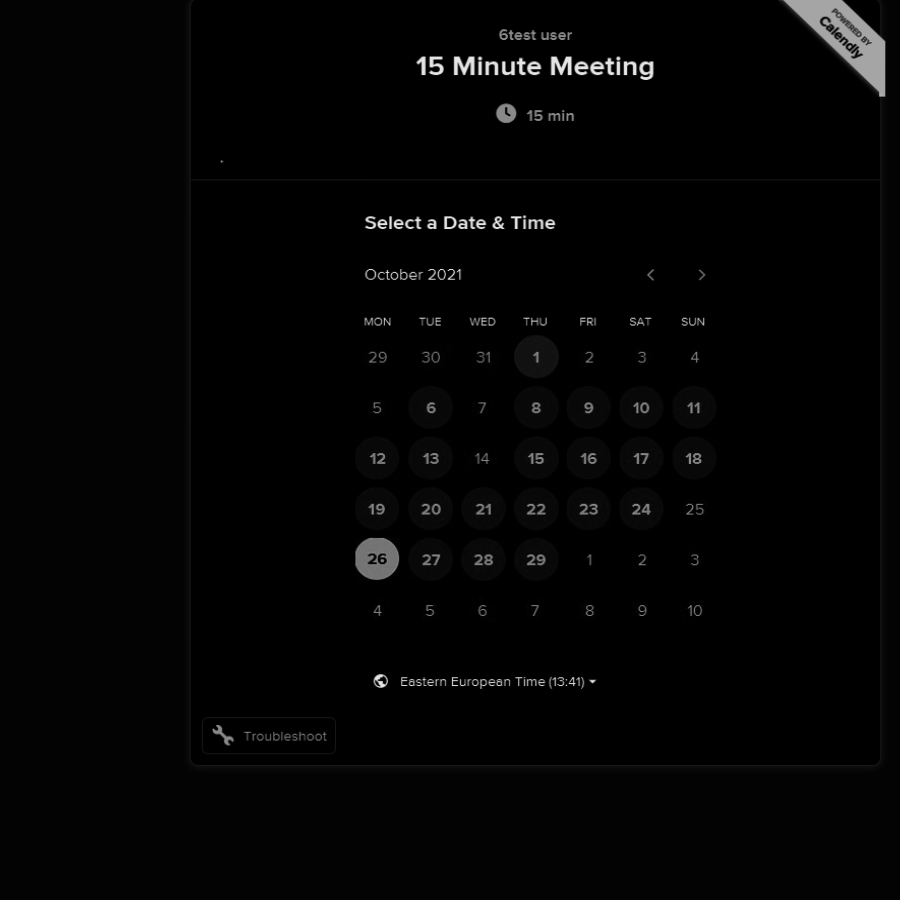 POWERED BY
Calendly
6test user
15 Minute Meeting
15 min
.
Select a Date & Time
October 2021
MON TUE WED THU FRI SAT SUN
29 30 31 1 2 3 4
5 6 7 8 9 10 11
12 13 14 15 16 17 18
19 20 21 22 23 24 25
26 27 28 29 1 2 3
4 5 6 7 8 9 10
Eastern European Time (13:41)
Troubleshoot